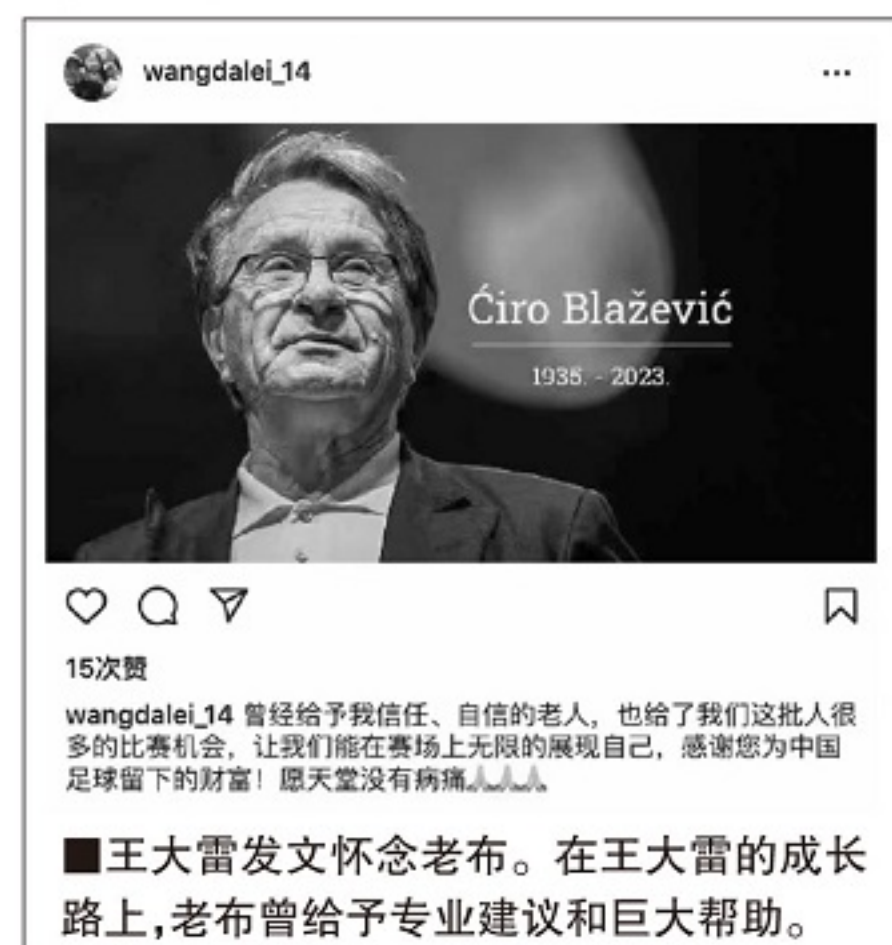 wangdalei_14
Ćiro Blažević
1935. - 2023.
15次赞
wangdalei_14 曾经给予我信任、自信的老人，也给了我们这批人很
多的比赛机会，让我们能在赛场上无限的展现自己，感谢您为中国
足球留下的财富！愿天堂没有病痛🙏🙏🙏
■王大雷发文怀念老布。在王大雷的成长
路上,老布曾给予专业建议和巨大帮助。